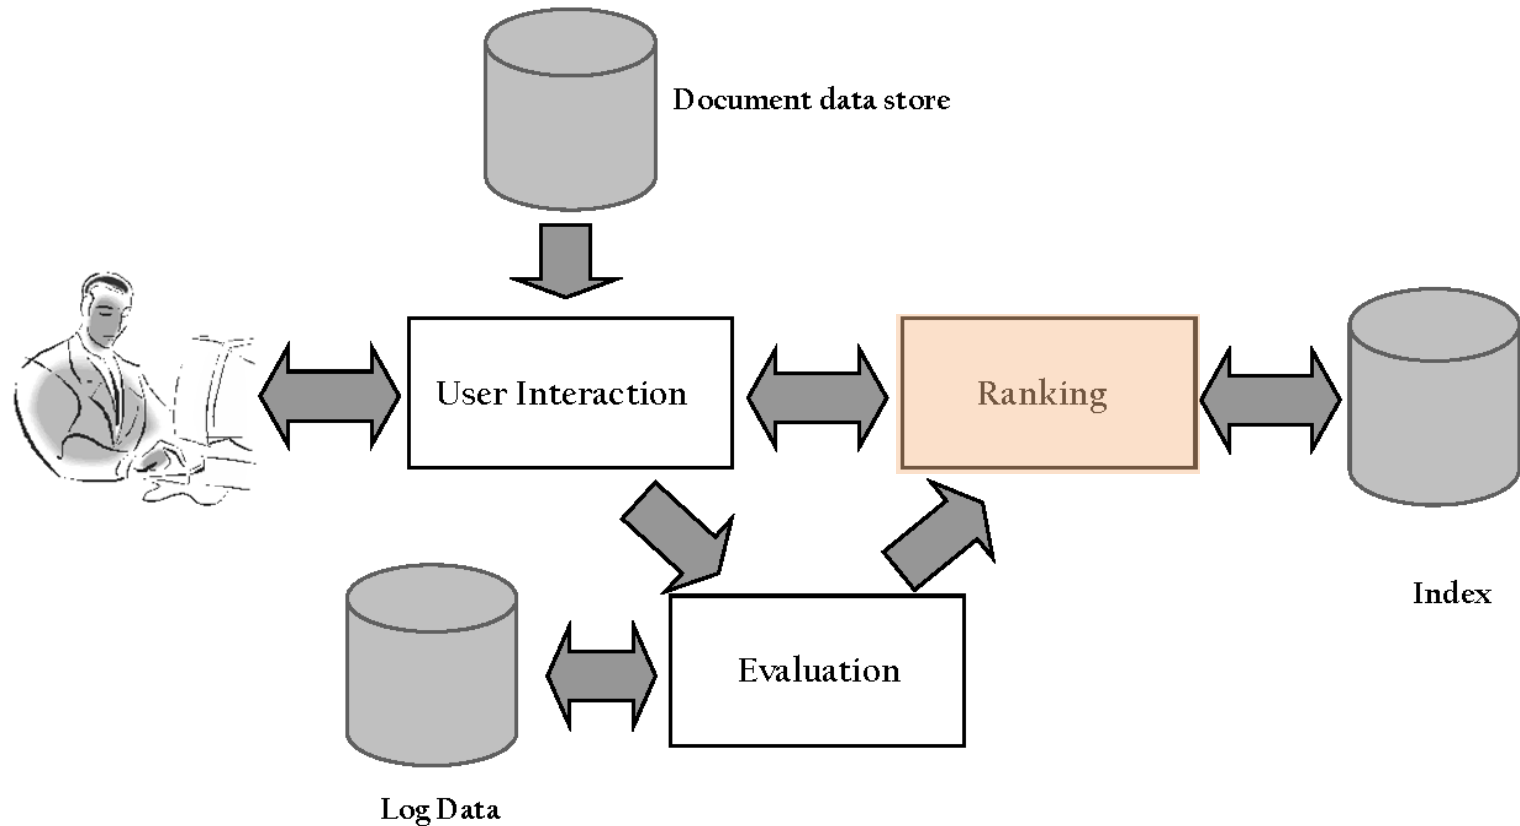 Document data store
User Interaction
Ranking
Index
Evaluation
Log Data